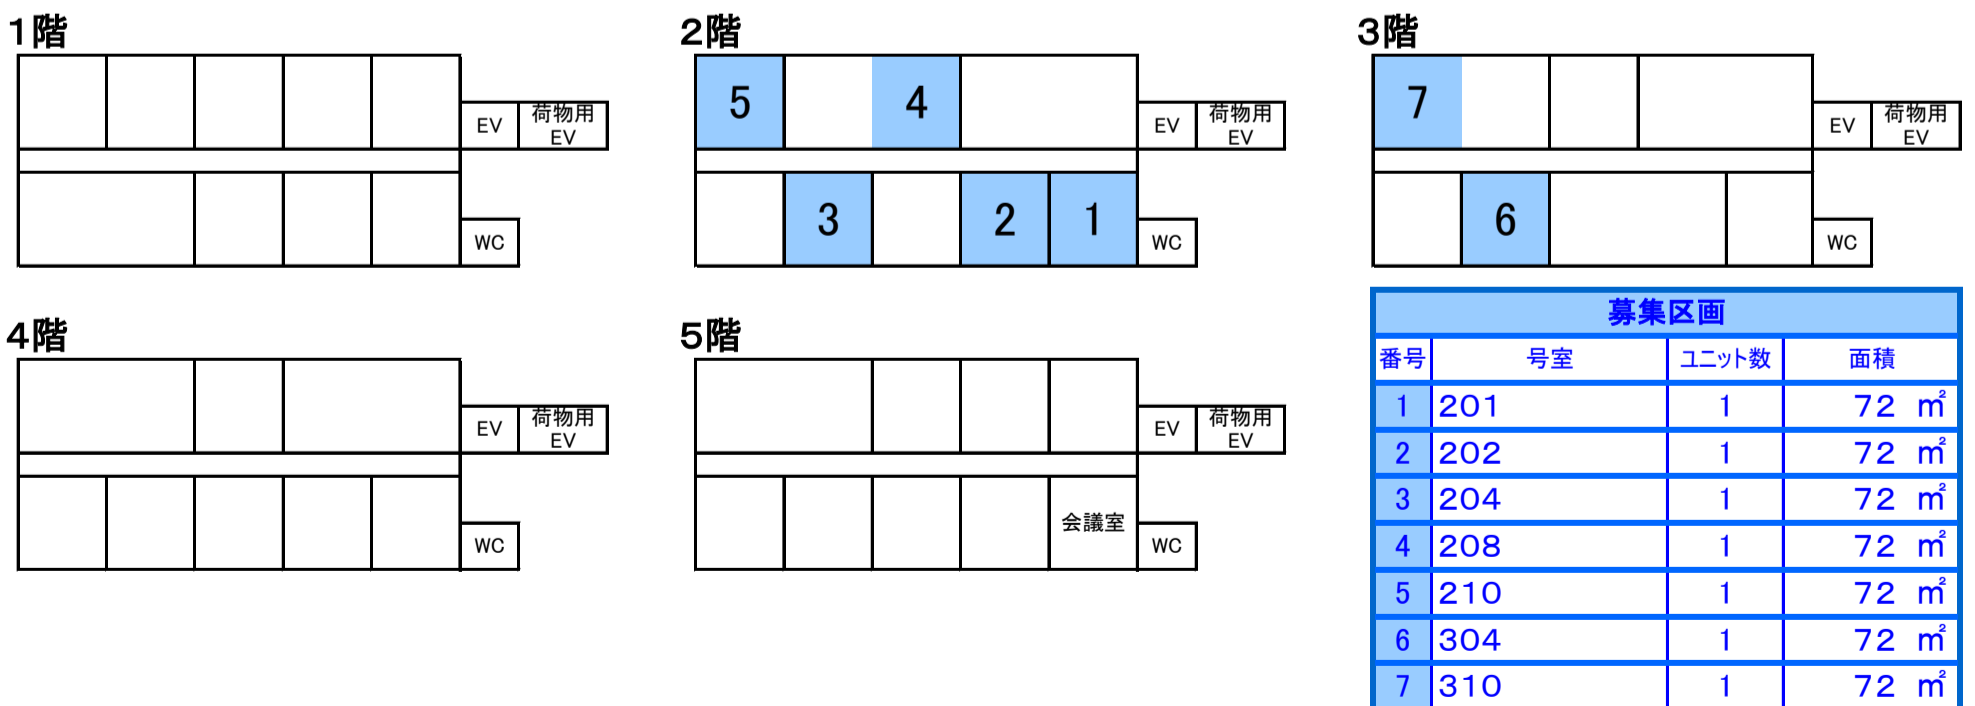 1階
EV
荷物用
EV
WC
2階
5
4
EV
荷物用
EV
3
2
1
WC
3階
7
EV
荷物用
EV
6
WC
4階
EV
荷物用
EV
WC
5階
EV
荷物用
EV
会議室
WC
募集区画
番号 号室 ユニット数 面積
1 201 1 72 ㎡
2 202 1 72 ㎡
3 204 1 72 ㎡
4 208 1 72 ㎡
5 210 1 72 ㎡
6 304 1 72 ㎡
7 310 1 72 ㎡